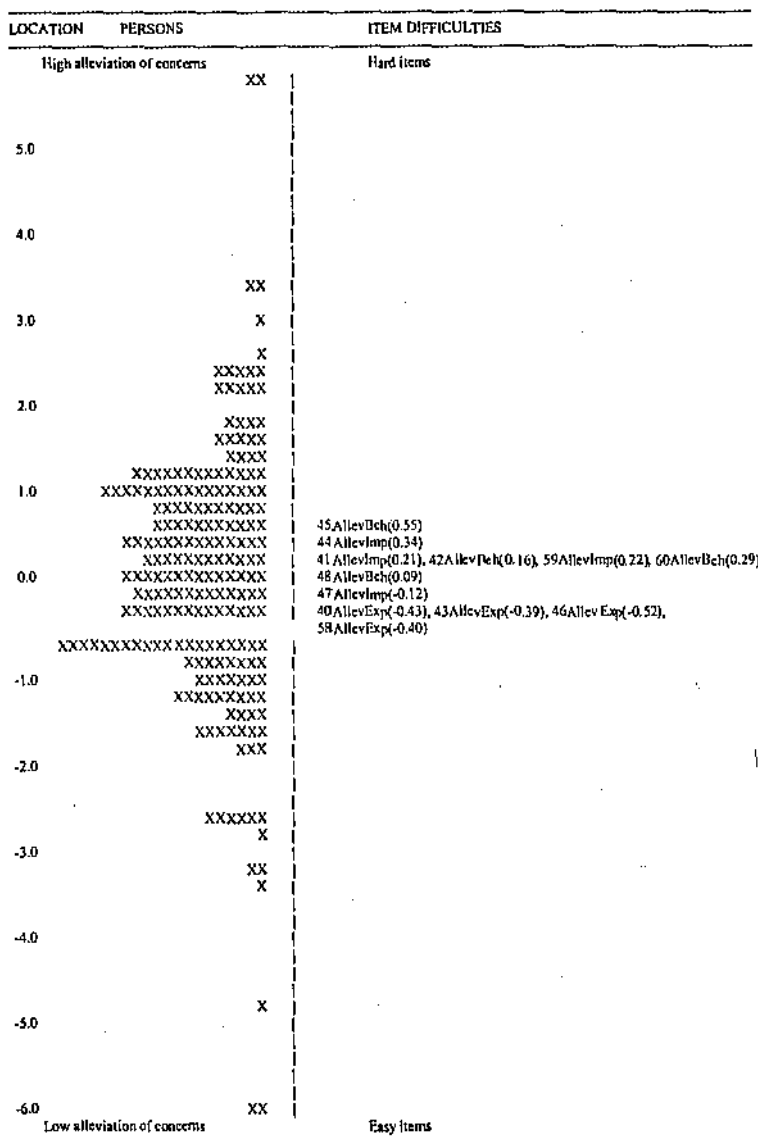 LOCATION PERSONS ITEM DIFFICULTIES
High alleviation of concerns Hard items
XX
5.0
4.0
XX
3.0 X
X
XXXXX
XXXXX
2.0
XXXX
XXXXX
XXXX
XXXXXXXXXXXXX
1.0 XXXXXXXXXXXXXXXX
XXXXXXXXXXX
XXXXXXXXXXX 45AllevBeh(0.55)
XXXXXXXXXXXXXX 44AllevImp(0.34)
XXXXXXXXXXXX 41AllevImp(0.21), 42AllevBeh(0.16), 59AllevImp(0.22), 60AllevBeh(0.29)
0.0 XXXXXXXXXXXXXX 48AllevBeh(0.09)
XXXXXXXXXXXXX 47AllevImp(-0.12)
XXXXXXXXXXXXXX 40AllevExp(-0.43), 43AllevExp(-0.39), 46AllevExp(-0.52),
58AllevExp(-0.40)
XXXXXXXXXXXXXXXXXXXX
XXXXXXXX
-1.0 XXXXXXX
XXXXXXXXX
XXXX
XXXXXXX
XXX
-2.0
XXXXXX
X
-3.0
XX
X
-4.0
X
-5.0
-6.0 XX
Low alleviation of concerns Easy items